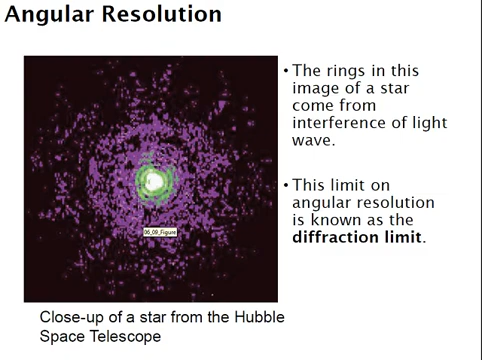 Angular Resolution
• The rings in this
image of a star
come from
interference of light
wave.
• This limit on
angular resolution
is known as the
diffraction limit.
06_09_Figure
Close-up of a star from the Hubble
Space Telescope